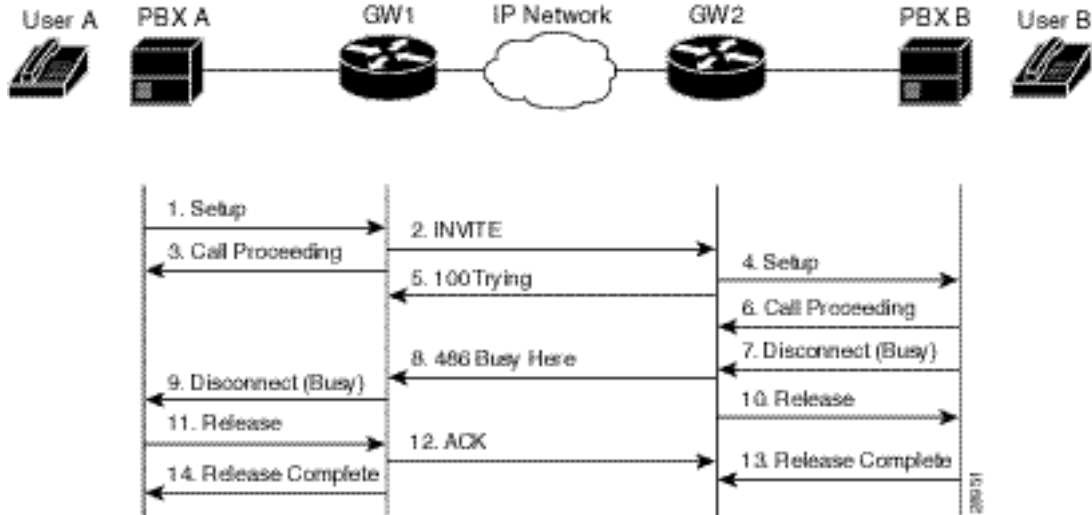 User A
PBX A
GW1
IP Network
GW2
PBX B
User B
1. Setup
2. INVITE
3. Call Proceeding
4. Setup
5. 100 Trying
6. Call Proceeding
7. Disconnect (Busy)
8. 486 Busy Here
9. Disconnect (Busy)
10. Release
11. Release
12. ACK
13. Release Complete
14. Release Complete
28951